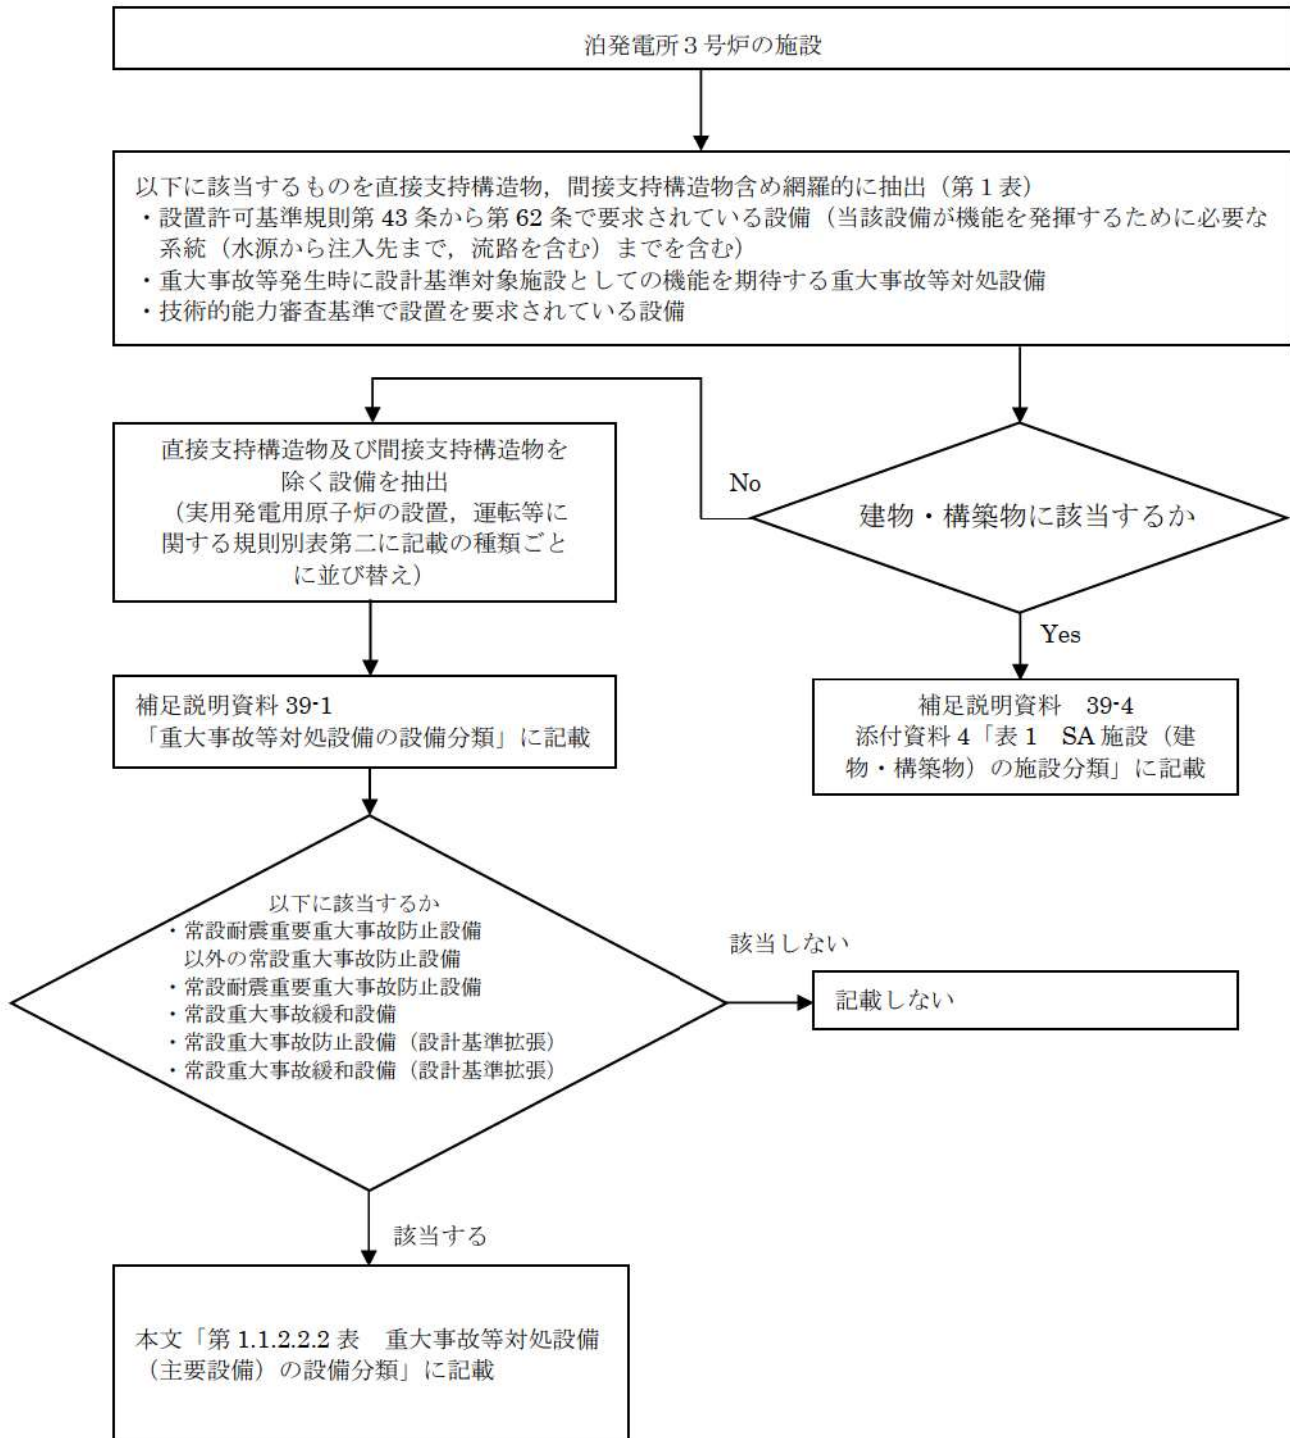 泊発電所３号炉の施設
以下に該当するものを直接支持構造物，間接支持構造物含め網羅的に抽出（第１表）
・設置許可基準規則第 43 条から第 62 条で要求されている設備（当該設備が機能を発揮するために必要な
系統（水源から注入先まで，流路を含む）までを含む）
・重大事故等発生時に設計基準対象施設としての機能を期待する重大事故等対処設備
・技術的能力審査基準で設置を要求されている設備
直接支持構造物及び間接支持構造物を
除く設備を抽出
（実用発電用原子炉の設置，運転等に
関する規則別表第二に記載の種類ごと
に並び替え）
No
建物・構築物に該当するか
Yes
補足説明資料 39-1
「重大事故等対処設備の設備分類」に記載
補足説明資料　39-4
添付資料 4「表 1　SA 施設（建
物・構築物）の施設分類」に記載
以下に該当するか
・常設耐震重要重大事故防止設備
以外の常設重大事故防止設備
・常設耐震重要重大事故防止設備
・常設重大事故緩和設備
・常設重大事故防止設備（設計基準拡張）
・常設重大事故緩和設備（設計基準拡張）
該当しない
記載しない
該当する
本文「第 1.1.2.2.2 表　重大事故等対処設備
（主要設備）の設備分類」に記載